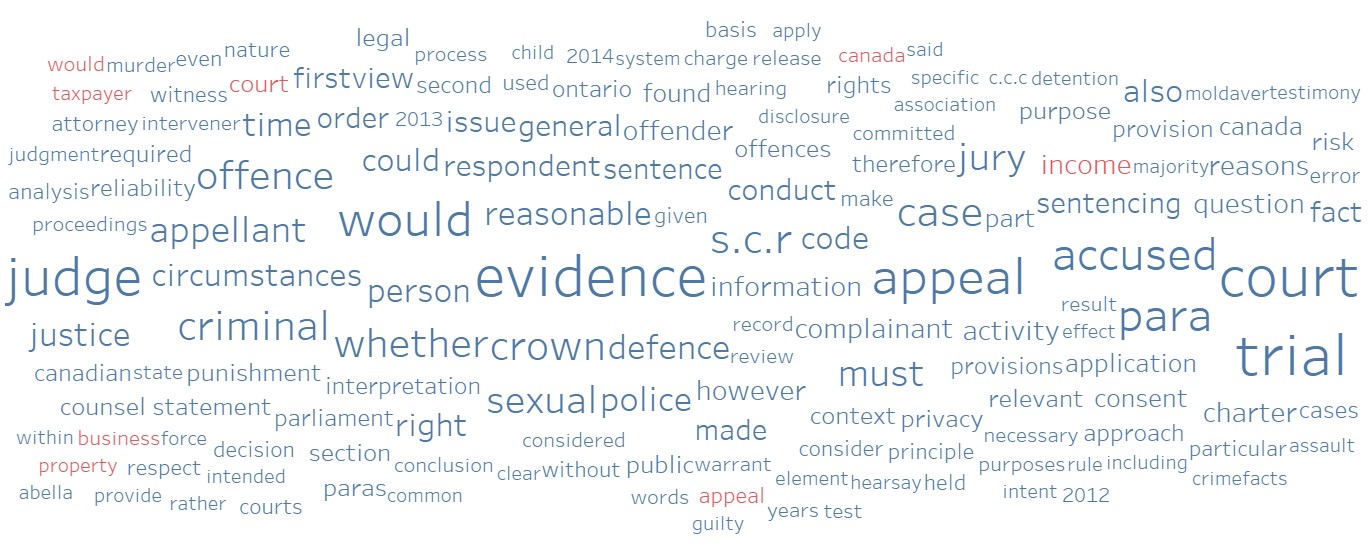 basis apply
legal process child 2014 system charge release canada said
would murder even nature
taxpayer witness court first view second used ontario found hearing rights specific c.c.c detention also moldaver testimony
attorney intervener time order 2013 issue general offender disclosure association purpose
committed provision canada risk
judgment required could respondent sentence offences therefore jury income majority reasons error
analysis reliability offence conduct make
proceedings appellant would reasonable given case part sentencing question fact
s.c.r code
judge circumstances person evidence information appeal accused court
result
justice criminal whether crown defence record complainant activity effect para trial
review
canadian state punishment interpretation however must provisions application
counsel statement parliament right sexual police made context privacy relevant consent charter cases
within business force decision considered consider principle necessary approach particular assault
property respect intended section conclusion clear without public warrant element hearsay held purposes rule including crime facts
abella provide rather courts paras common words appeal years test intent 2012
guilty